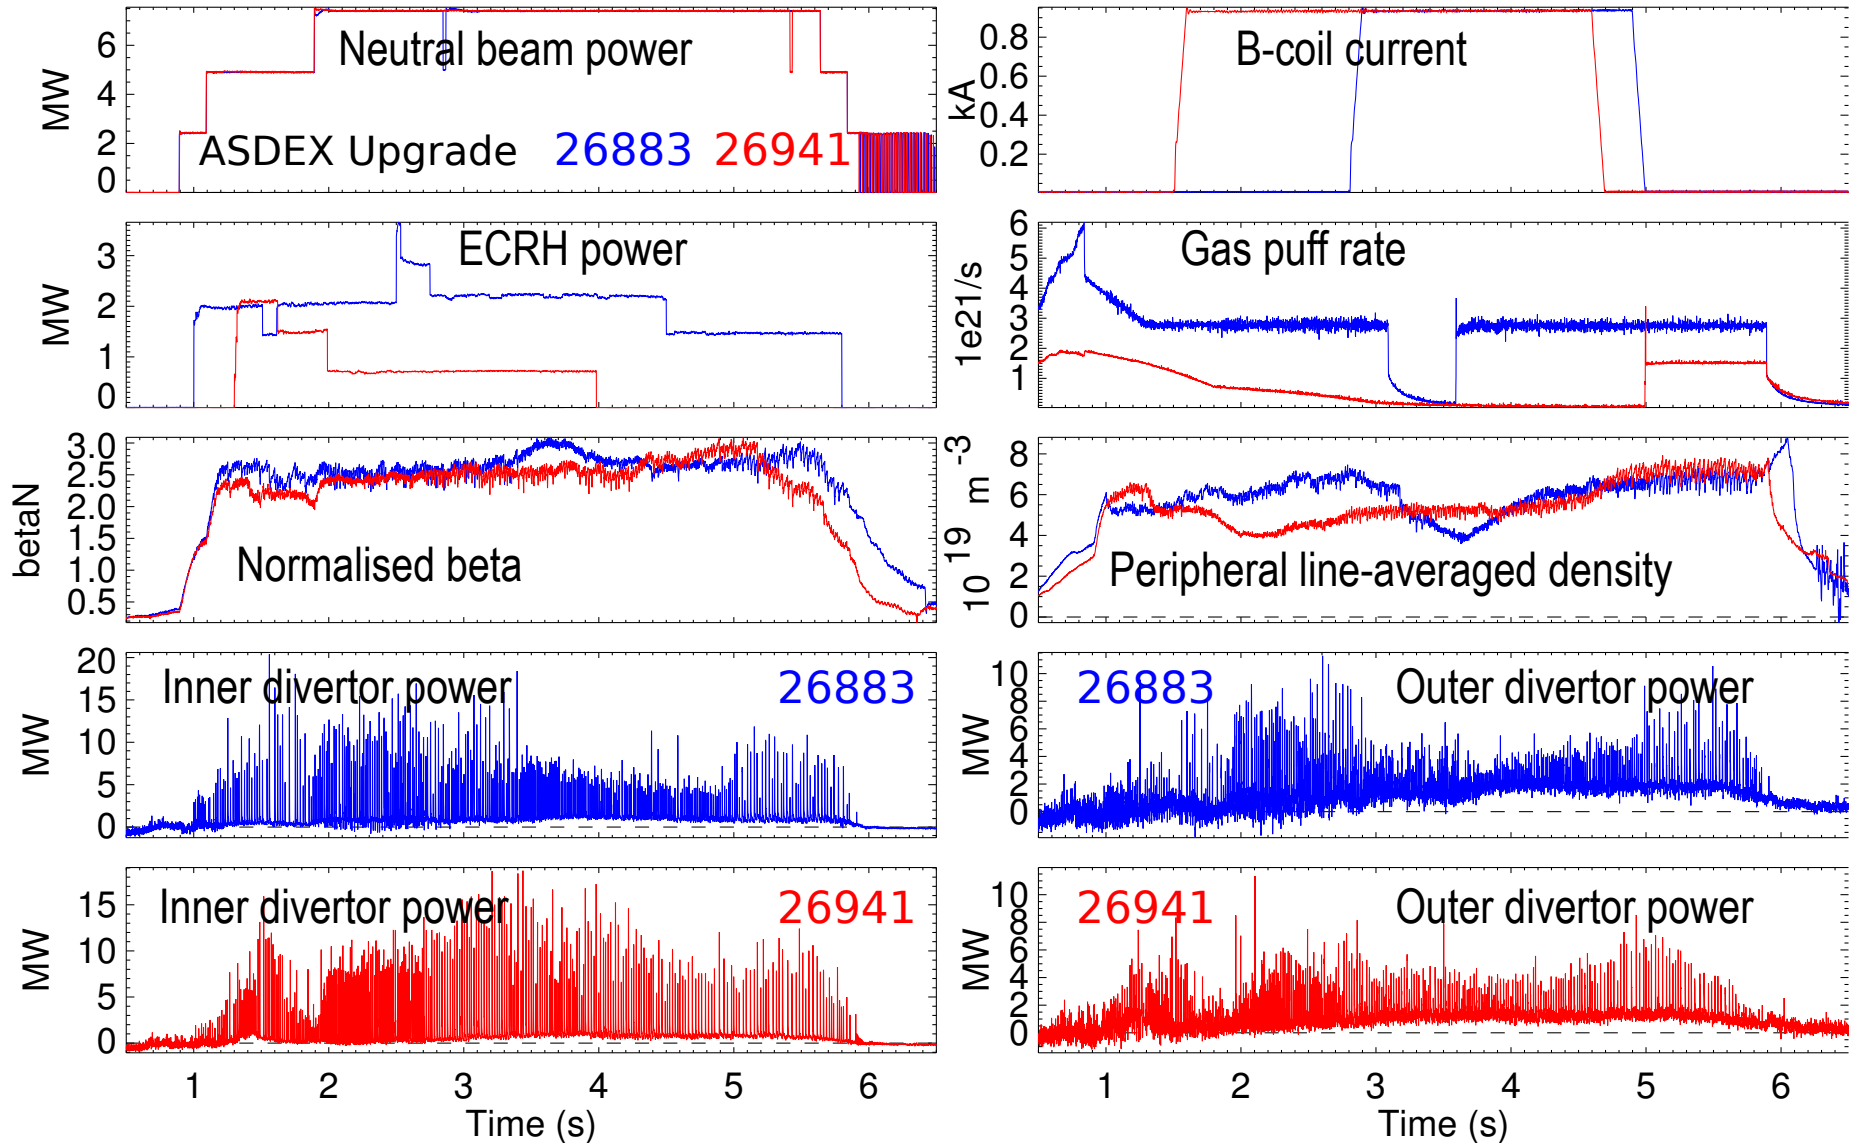 Neutral beam power
MW
6
4
2
0
ASDEX Upgrade 26883 26941
B-coil current
kA
0.8
0.6
0.4
0.2
ECRH power
MW
3
2
1
0
Gas puff rate
1e21/s
6
5
4
3
2
1
Normalised beta
betaN
3.0
2.5
2.0
1.5
1.0
0.5
Peripheral line-averaged density
10 19 m -3
8
6
4
2
0
Inner divertor power 26883
MW
20
15
10
5
0
26883 Outer divertor power
MW
10
8
6
4
2
0
Inner divertor power 26941
MW
15
10
5
0
1 2 3 4 5 6
Time (s)
26941 Outer divertor power
MW
10
8
6
4
2
0
1 2 3 4 5 6
Time (s)